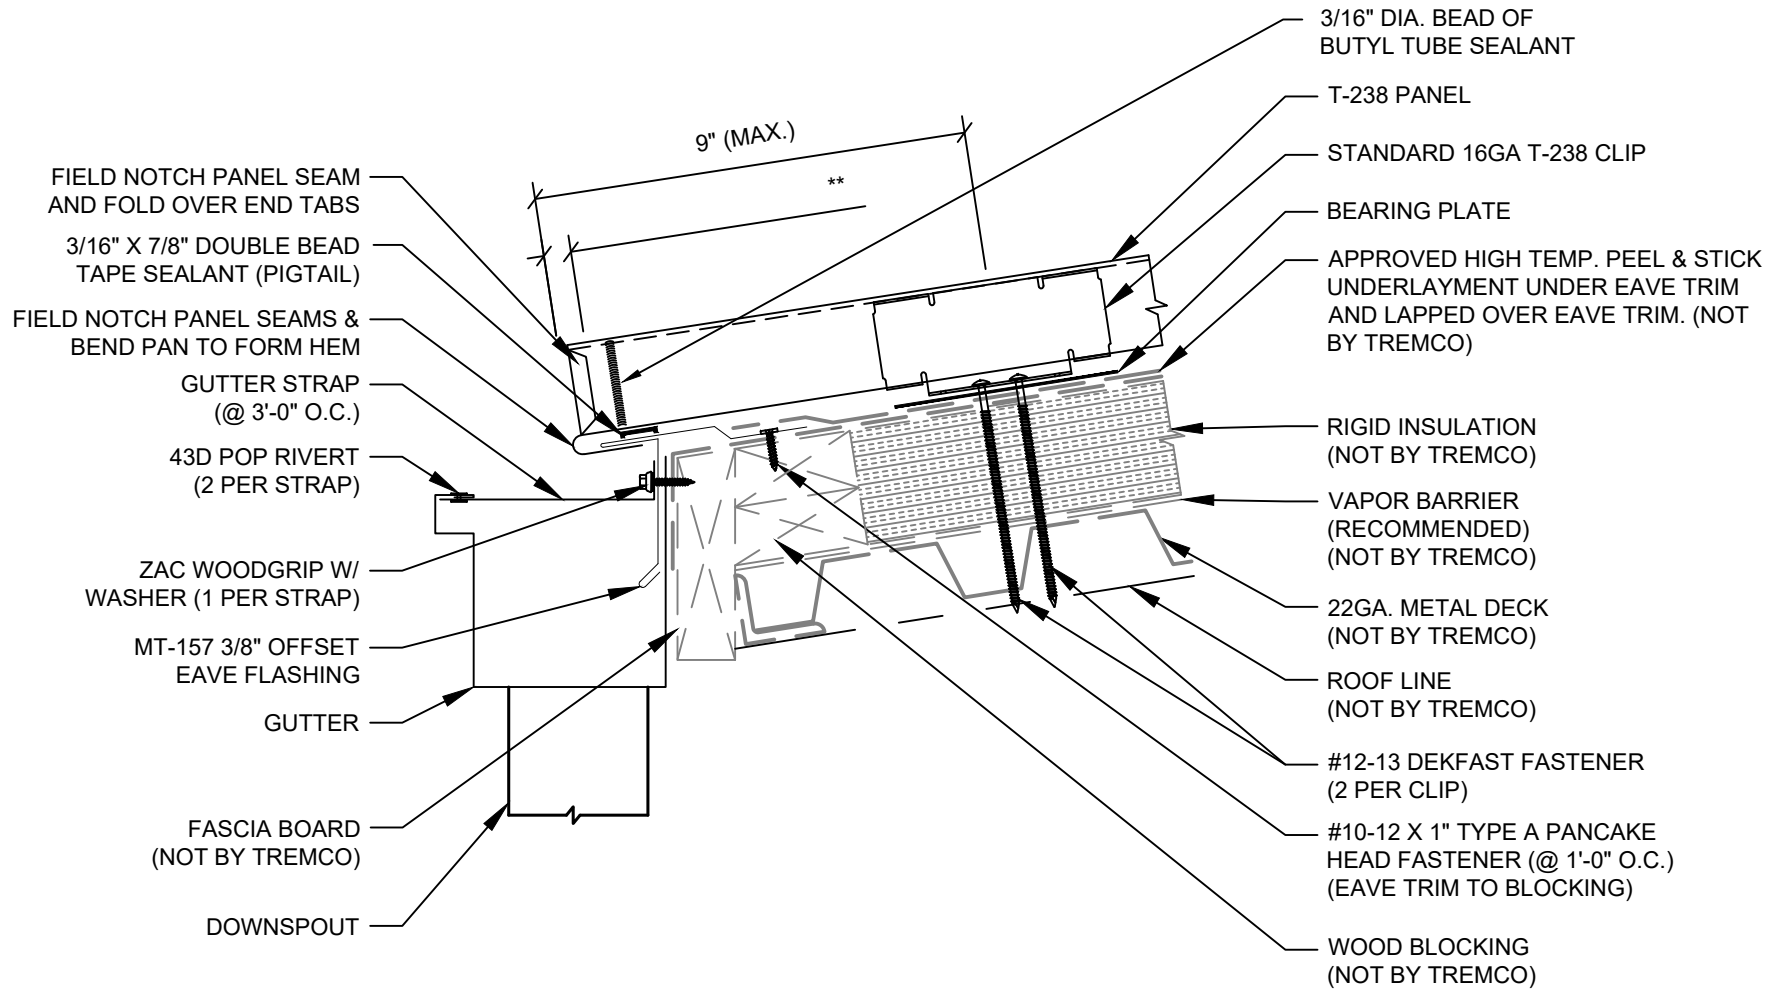 3/16" DIA. BEAD OF
BUTYL TUBE SEALANT
T-238 PANEL
STANDARD 16GA T-238 CLIP
BEARING PLATE
APPROVED HIGH TEMP. PEEL & STICK
UNDERLAYMENT UNDER EAVE TRIM
AND LAPPED OVER EAVE TRIM. (NOT
BY TREMCO)
RIGID INSULATION
(NOT BY TREMCO)
VAPOR BARRIER
(RECOMMENDED)
(NOT BY TREMCO)
22GA. METAL DECK
(NOT BY TREMCO)
ROOF LINE
(NOT BY TREMCO)
#12-13 DEKFAST FASTENER
(2 PER CLIP)
#10-12 X 1" TYPE A PANCAKE
HEAD FASTENER (@ 1'-0" O.C.)
(EAVE TRIM TO BLOCKING)
WOOD BLOCKING
(NOT BY TREMCO)
9" (MAX.)
**
FIELD NOTCH PANEL SEAM
AND FOLD OVER END TABS
3/16" X 7/8" DOUBLE BEAD
TAPE SEALANT (PIGTAIL)
FIELD NOTCH PANEL SEAMS &
BEND PAN TO FORM HEM
GUTTER STRAP
(@ 3'-0" O.C.)
43D POP RIVERT
(2 PER STRAP)
ZAC WOODGRIP W/
WASHER (1 PER STRAP)
MT-157 3/8" OFFSET
EAVE FLASHING
GUTTER
FASCIA BOARD
(NOT BY TREMCO)
DOWNSPOUT